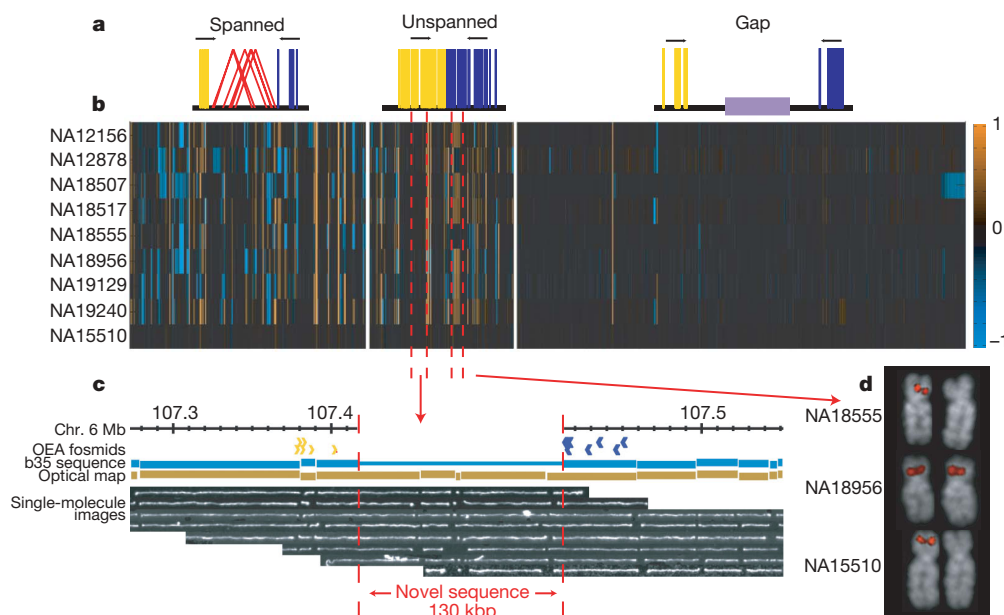 a
Spanned
Unspanned
Gap
b
NA12156
NA12878
NA18507
NA18517
NA18555
NA18956
NA19129
NA19240
NA15510
1
0
−1
c
107.3
107.4
107.5
Chr. 6 Mb
OEA fosmids
b35 sequence
Optical map
Single-molecule
images
Novel sequence
130 kbp
d
NA18555
NA18956
NA15510